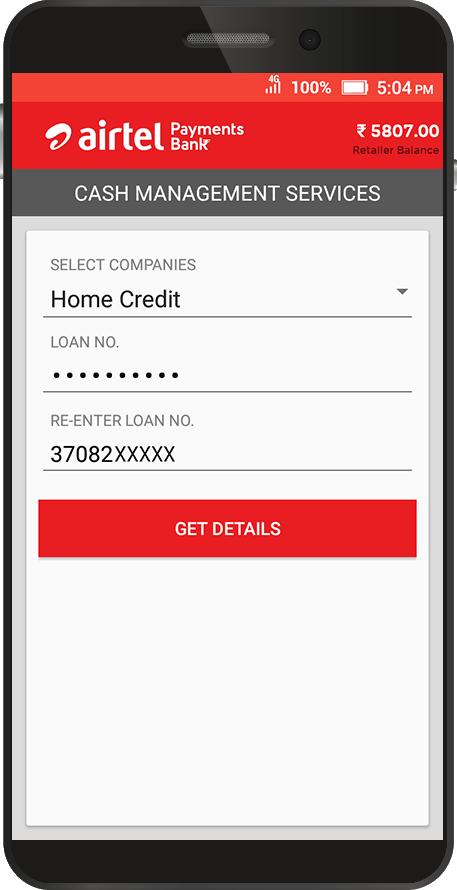 4G 100% 5:04 PM
airtel Payments Bank ₹ 5807.00
Retailer Balance
CASH MANAGEMENT SERVICES
SELECT COMPANIES
Home Credit
LOAN NO.
••••••••••
RE-ENTER LOAN NO.
37082XXXXX
GET DETAILS